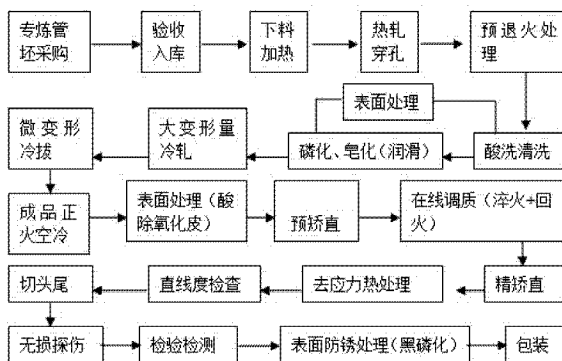 专炼管
坯采购
验收
入库
下料
加热
热轧
穿孔
预退火处
理
表面处理
微变形
冷拔
大变形量
冷轧
磷化、皂化（润滑）
酸洗清洗
成品正
火空冷
表面处理（酸
除氧化皮）
预矫直
在线调质（淬火+回
火）
切头尾
直线度检查
去应力热处理
精矫直
无损探伤
检验检测
表面防锈处理（黑磷化）
包装